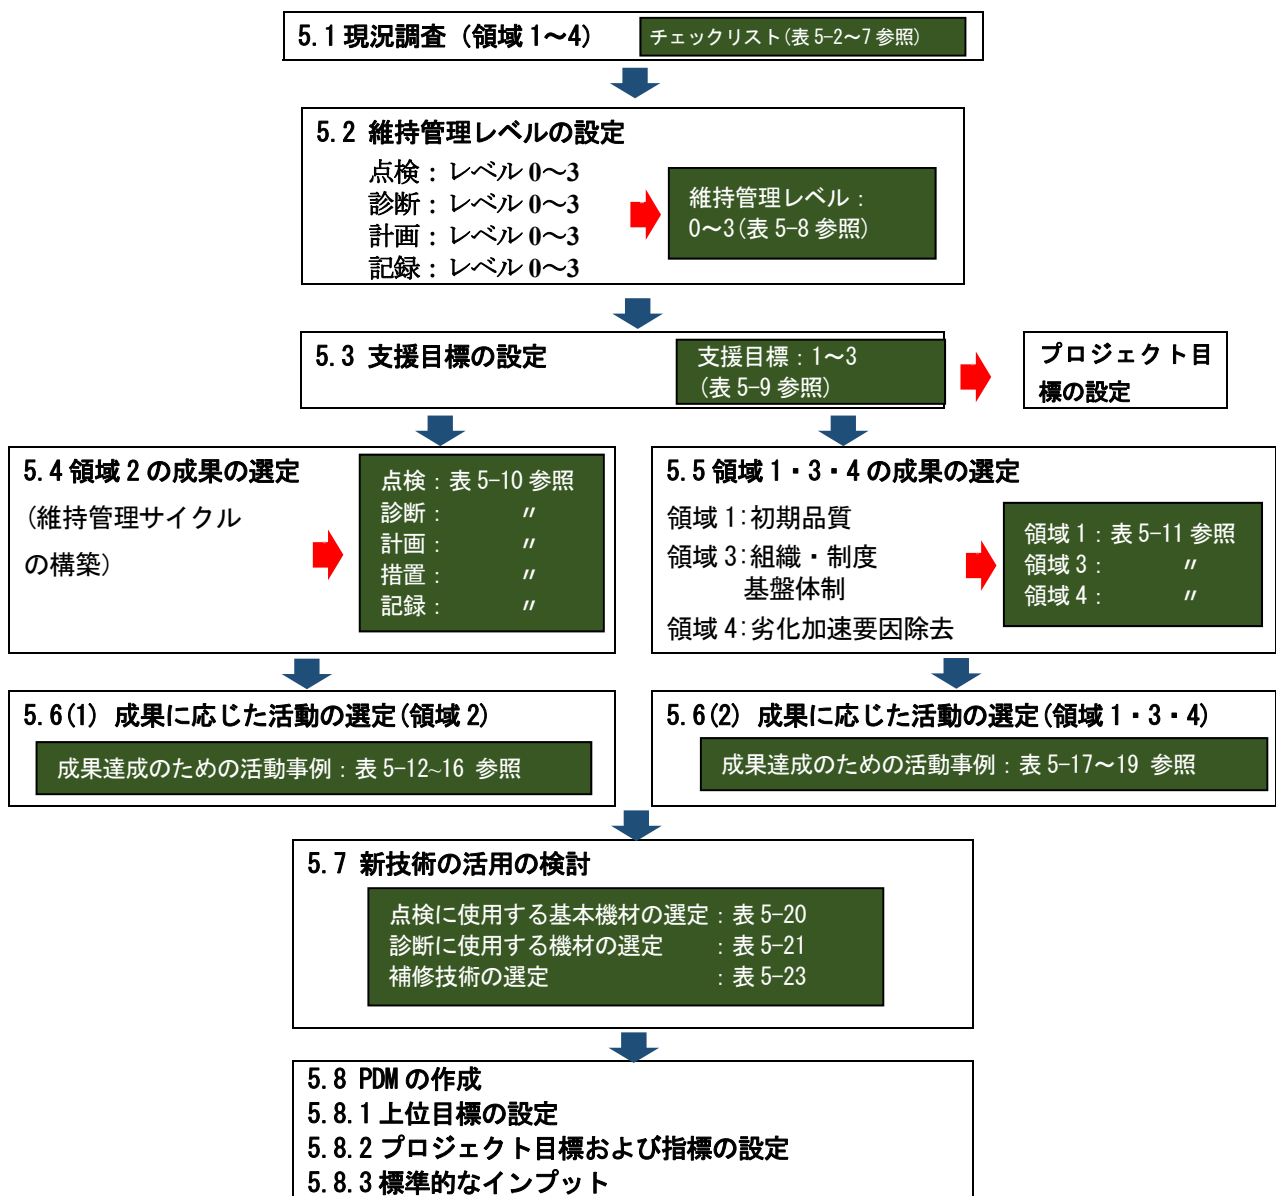 5.1 現況調査（領域 1～4） チェックリスト(表 5-2～7 参照)
5.2 維持管理レベルの設定
点検：レベル 0～3
診断：レベル 0～3
計画：レベル 0～3
記録：レベル 0～3
維持管理レベル：
0～3(表 5-8 参照)
5.3 支援目標の設定
支援目標：1～3
(表 5-9 参照)
プロジェクト目
標の設定
5.4 領域 2 の成果の選定
(維持管理サイクル
の構築)
点検：表 5-10 参照
診断： 〃
計画： 〃
措置： 〃
記録： 〃
5.5 領域 1・3・4 の成果の選定
領域 1:初期品質
領域 3:組織・制度
基盤体制
領域 4:劣化加速要因除去
領域 1：表 5-11 参照
領域 3： 〃
領域 4： 〃
5.6(1) 成果に応じた活動の選定(領域 2)
成果達成のための活動事例：表 5-12~16 参照
5.6(2) 成果に応じた活動の選定(領域 1・3・4)
成果達成のための活動事例：表 5-17～19 参照
5.7 新技術の活用の検討
点検に使用する基本機材の選定：表 5-20
診断に使用する機材の選定 ：表 5-21
補修技術の選定 ：表 5-23
5.8 PDM の作成
5.8.1 上位目標の設定
5.8.2 プロジェクト目標および指標の設定
5.8.3 標準的なインプット